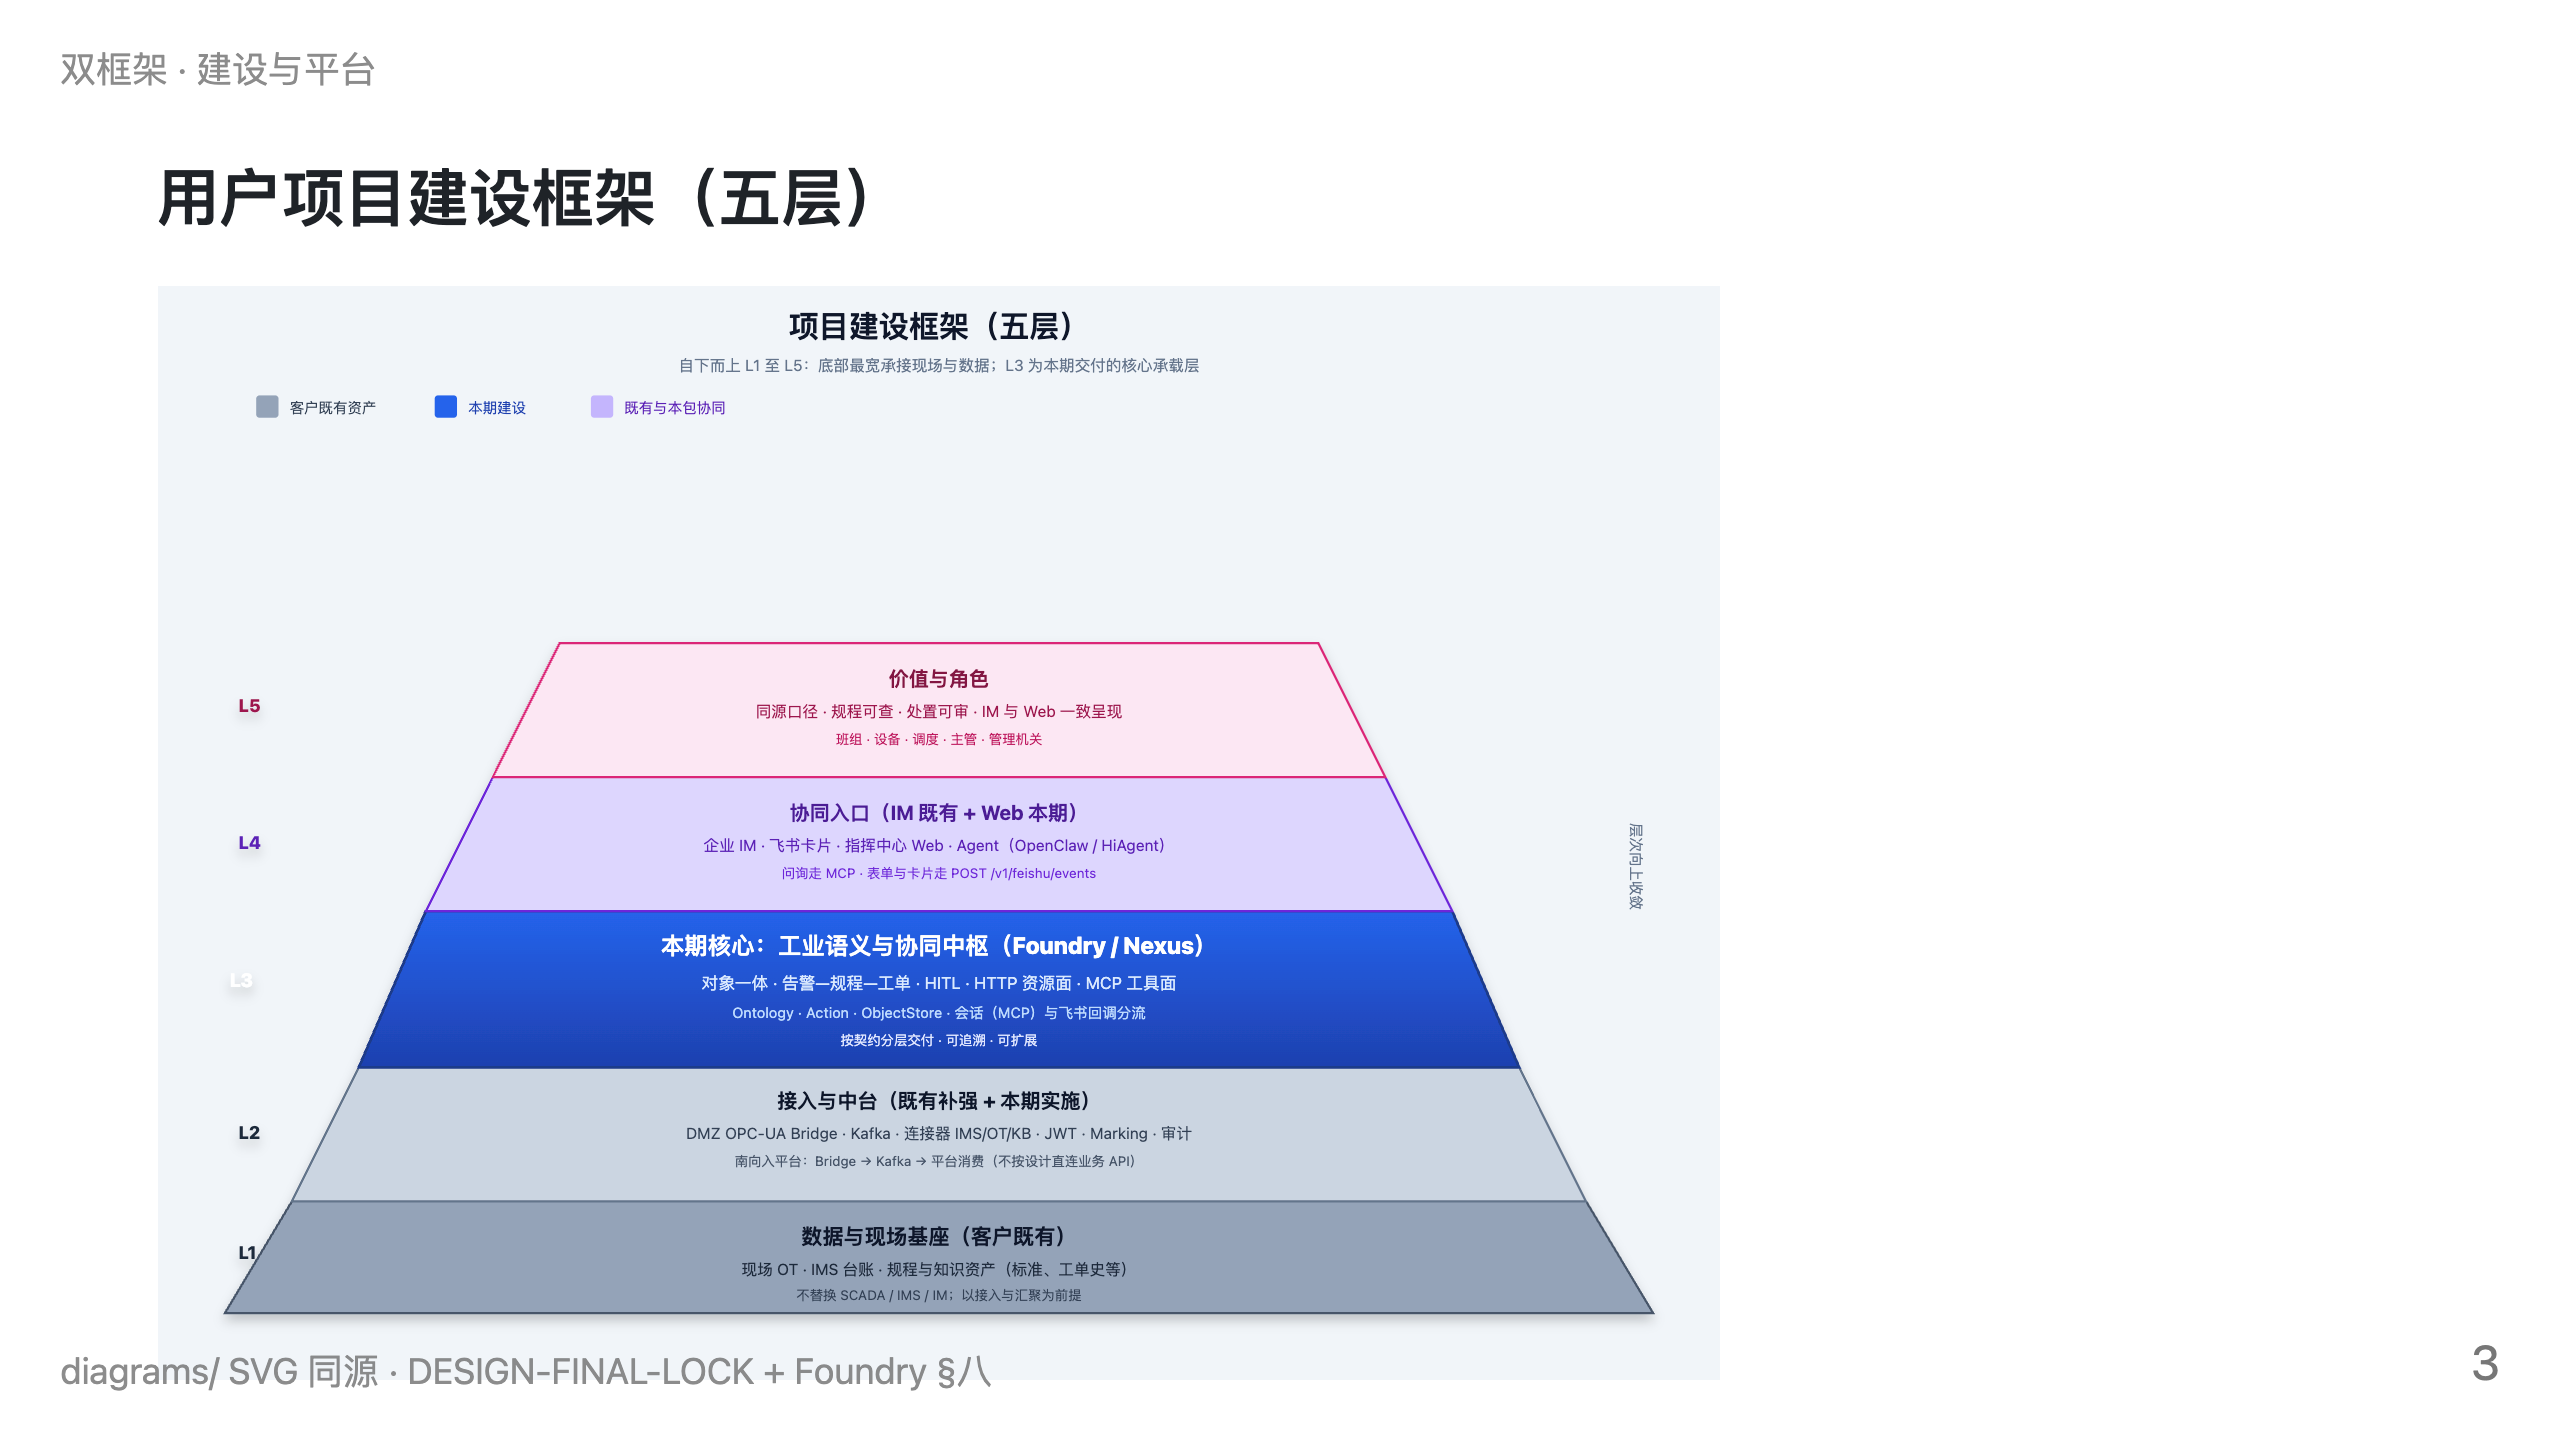 双框架 · 建设与平台
用户项目建设框架（五层）
项目建设框架（五层）
自下而上 L1 至 L5：底部最宽承接现场与数据；L3 为本期交付的核心承载层
客户既有资产
本期建设
既有与本包协同
L5
价值与角色
同源口径 · 规程可查 · 处置可审 · IM 与 Web 一致呈现
班组 · 设备 · 调度 · 主管 · 管理机关
L4
协同入口（IM 既有 + Web 本期）
企业 IM · 飞书卡片 · 指挥中心 Web · Agent（OpenClaw / HiAgent）
问询走 MCP · 表单与卡片走 POST /v1/feishu/events
层次向上收敛
L3
本期核心：工业语义与协同中枢（Foundry / Nexus）
对象一体 · 告警—规程—工单 · HITL · HTTP 资源面 · MCP 工具面
Ontology · Action · ObjectStore · 会话（MCP）与飞书回调分流
按契约分层交付 · 可追溯 · 可扩展
L2
接入与中台（既有补强 + 本期实施）
DMZ OPC-UA Bridge · Kafka · 连接器 IMS/OT/KB · JWT · Marking · 审计
南向入平台：Bridge → Kafka → 平台消费（不按设计直连业务 API）
L1
数据与现场基座（客户既有）
现场 OT · IMS 台账 · 规程与知识资产（标准、工单史等）
不替换 SCADA / IMS / IM；以接入与汇聚为前提
diagrams/ SVG 同源 · DESIGN-FINAL-LOCK + Foundry §八
3